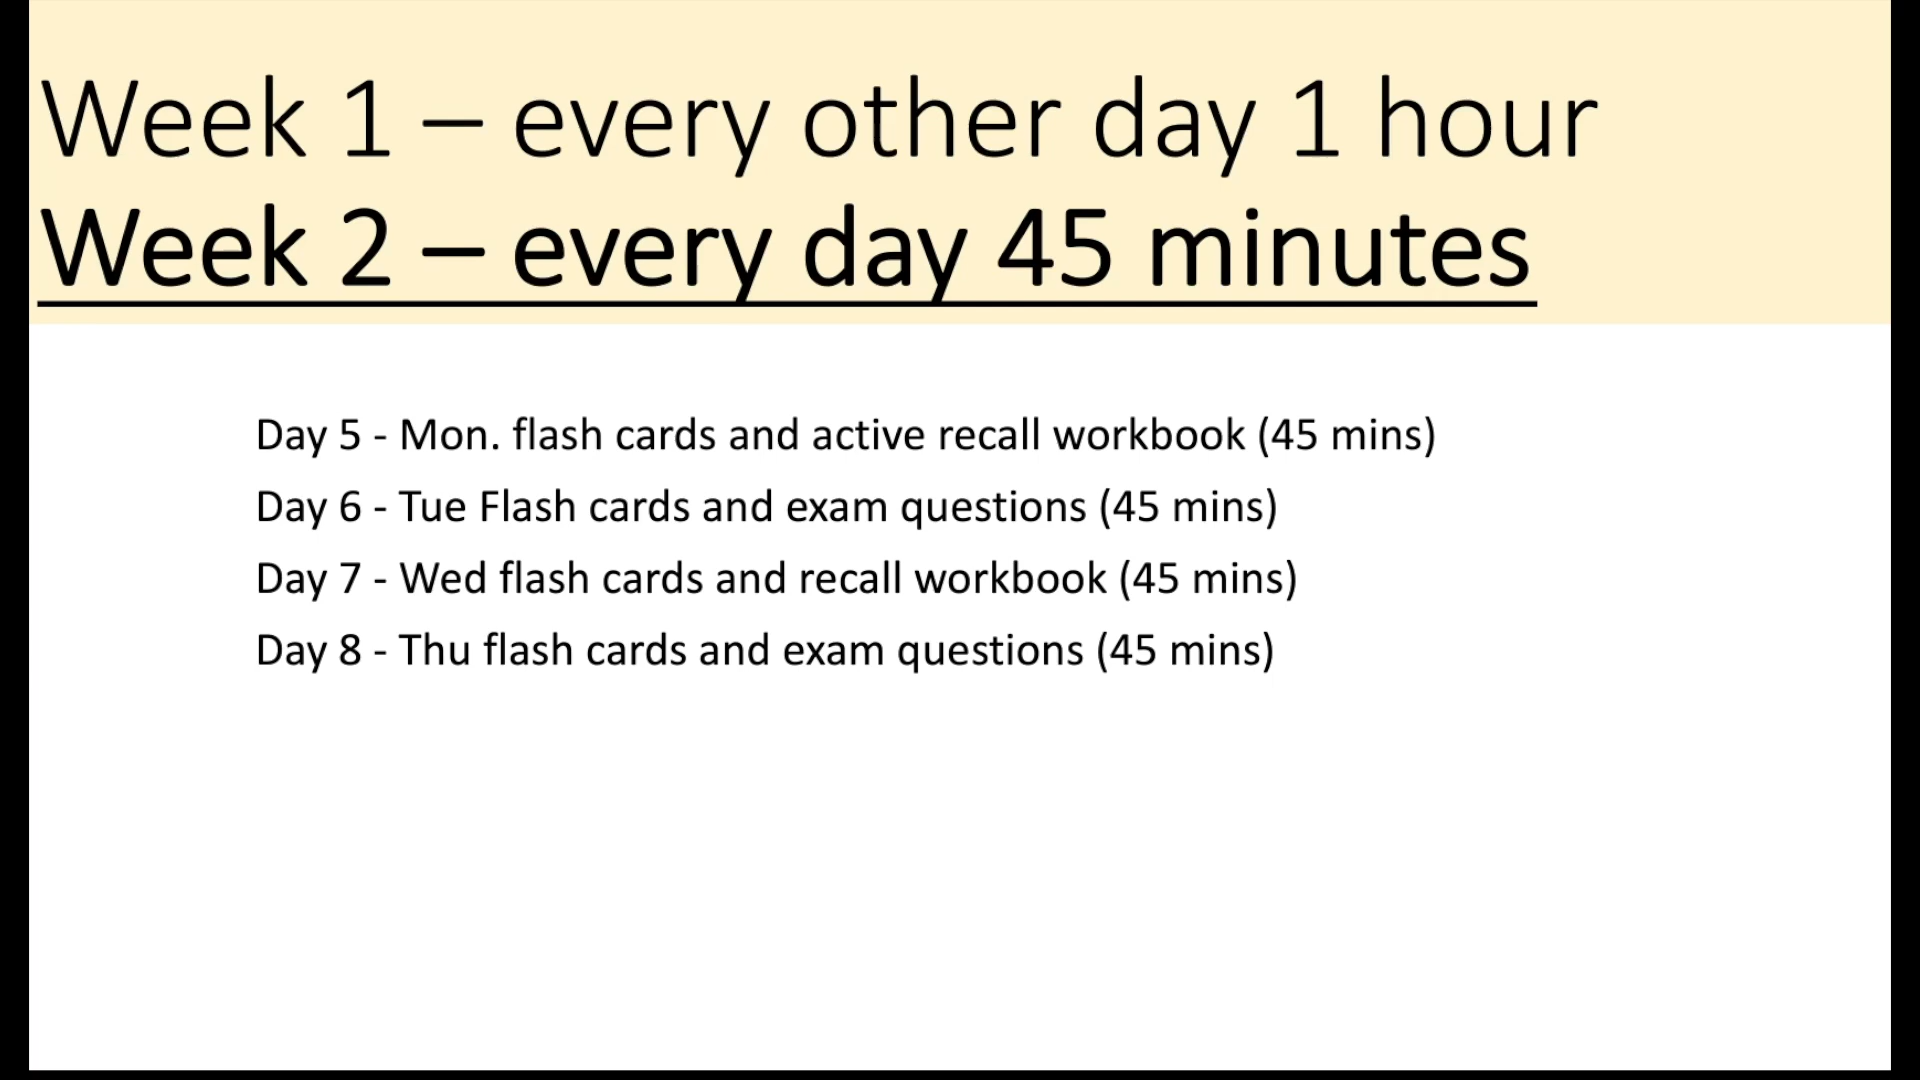 Week 1 – every other day 1 hour
Week 2 – every day 45 minutes
Day 5 - Mon. flash cards and active recall workbook (45 mins)
Day 6 - Tue Flash cards and exam questions (45 mins)
Day 7 - Wed flash cards and recall workbook (45 mins)
Day 8 - Thu flash cards and exam questions (45 mins)